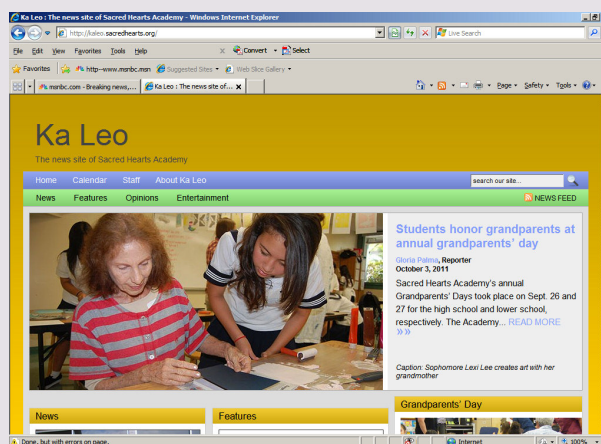 Ka Leo : The news site of Sacred Hearts Academy - Windows Internet Explorer
http://kaleo.sacredhearts.org/
Live Search
File Edit View Favorites Tools Help
Convert
Select
Favorites
http--www.msnbc.msn
Suggested Sites
Web Slice Gallery
msnbc.com - Breaking news,...
Ka Leo : The news site of... X
Page Safety Tools
Ka Leo
The news site of Sacred Hearts Academy
Home Calendar Staff About Ka Leo
search our site...
News Features Opinions Entertainment
NEWS FEED
Students honor grandparents at
annual grandparents' day
Gloria Palma, Reporter
October 3, 2011
Sacred Hearts Academy's annual
Grandparents' Days took place on Sept. 26 and
27 for the high school and lower school,
respectively. The Academy... READ MORE
»»
Caption: Sophomore Lexi Lee creates art with her
grandmother
News
Features
Grandparents' Day
Done, but with errors on page.
Internet
100%